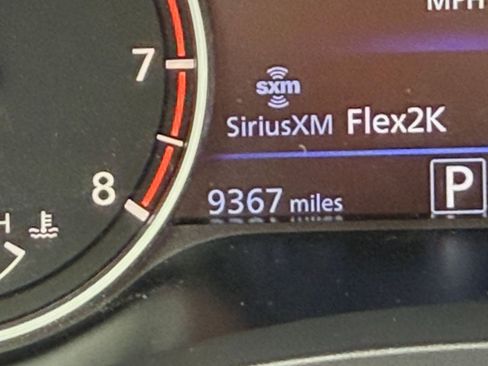 MPH
7
sxm
SiriusXM Flex2K
8
9367 miles
P
H